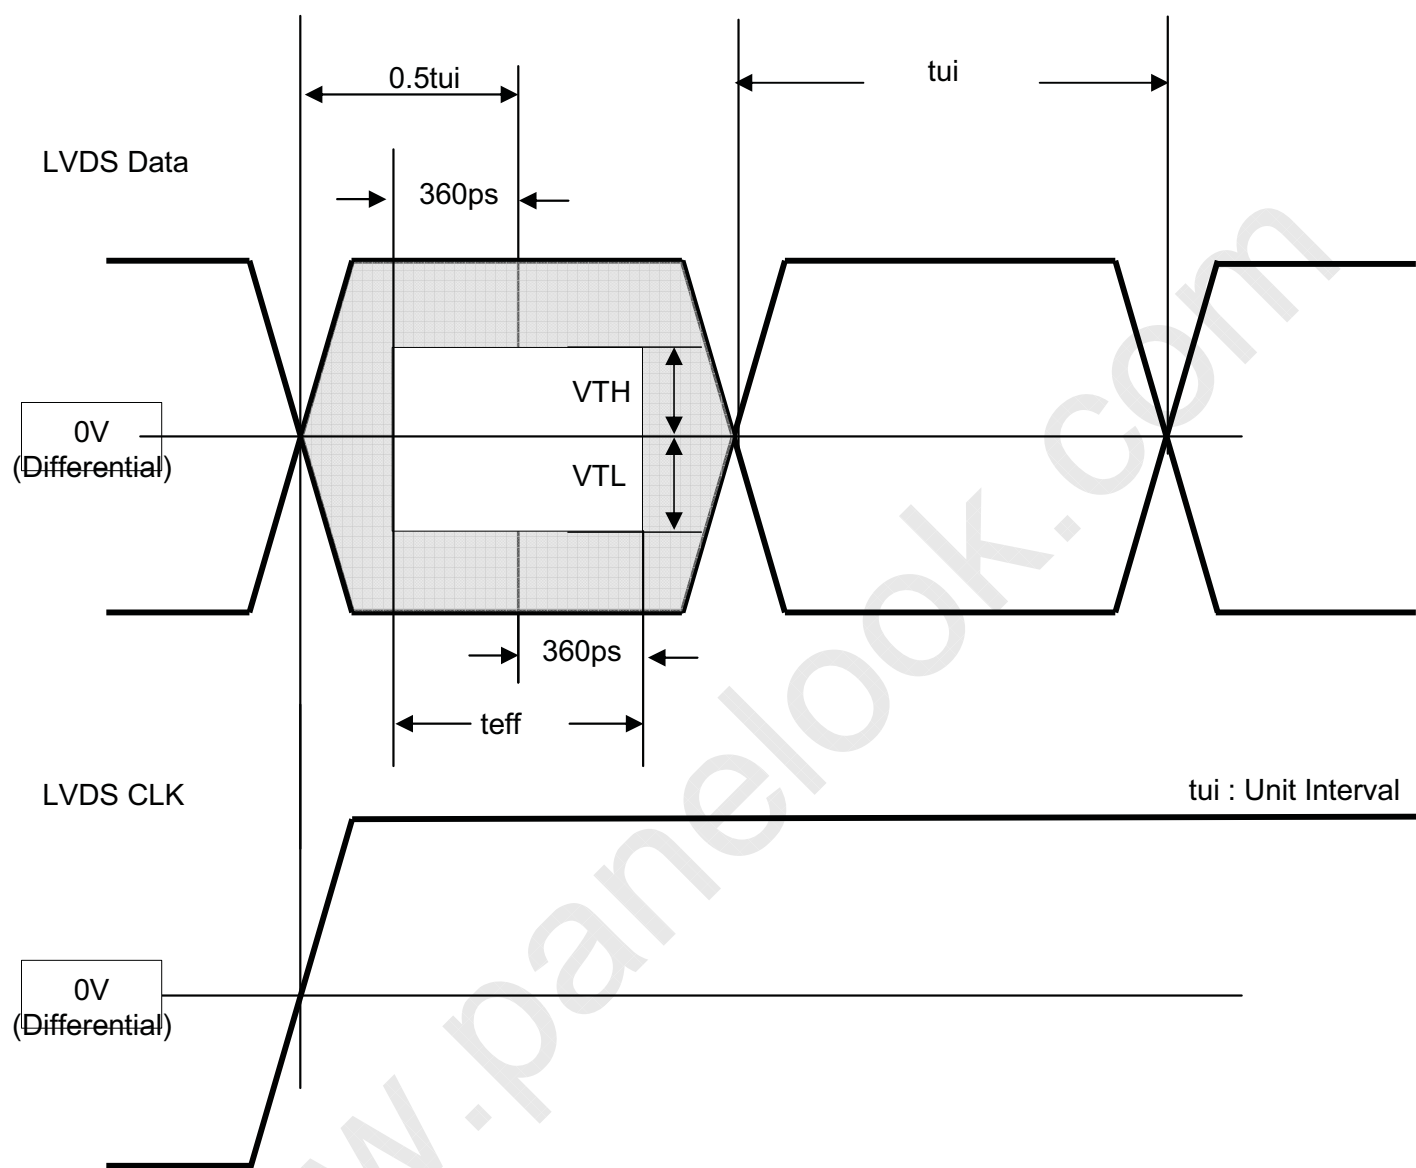 0.5tui
tui
LVDS Data
360ps
VTH
0V
(Differential)
VTL
360ps
teff
LVDS CLK
tui : Unit Interval
0V
(Differential)
w.panelook.com